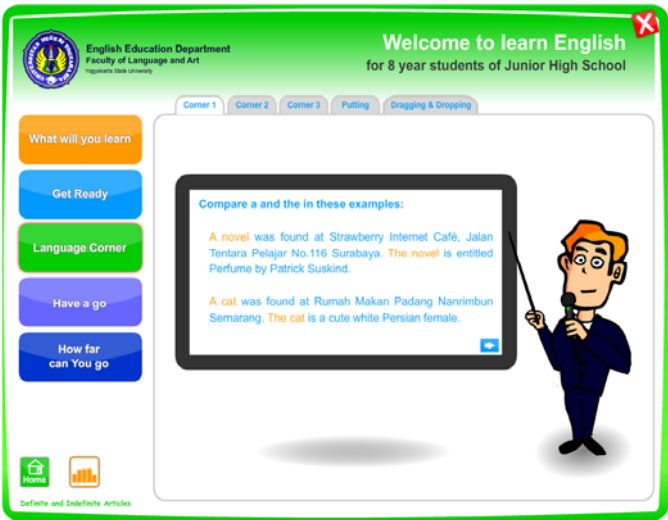 English Education Department
Faculty of Language and Art
Yogyakarta State University
Welcome to learn English
for 8 year students of Junior High School
Corner 1 Corner 2 Corner 3 Putting Dragging & Dropping
What will you learn
Get Ready
Language Corner
Have a go
How far
can You go
Compare a and the in these examples:
A novel was found at Strawberry Internet Café, Jalan
Tentara Pelajar No.116 Surabaya. The novel is entitled
Perfume by Patrick Suskind.
A cat was found at Rumah Makan Padang Nanrimbun
Semarang. The cat is a cute white Persian female.
Home
Definite and Indefinite Articles